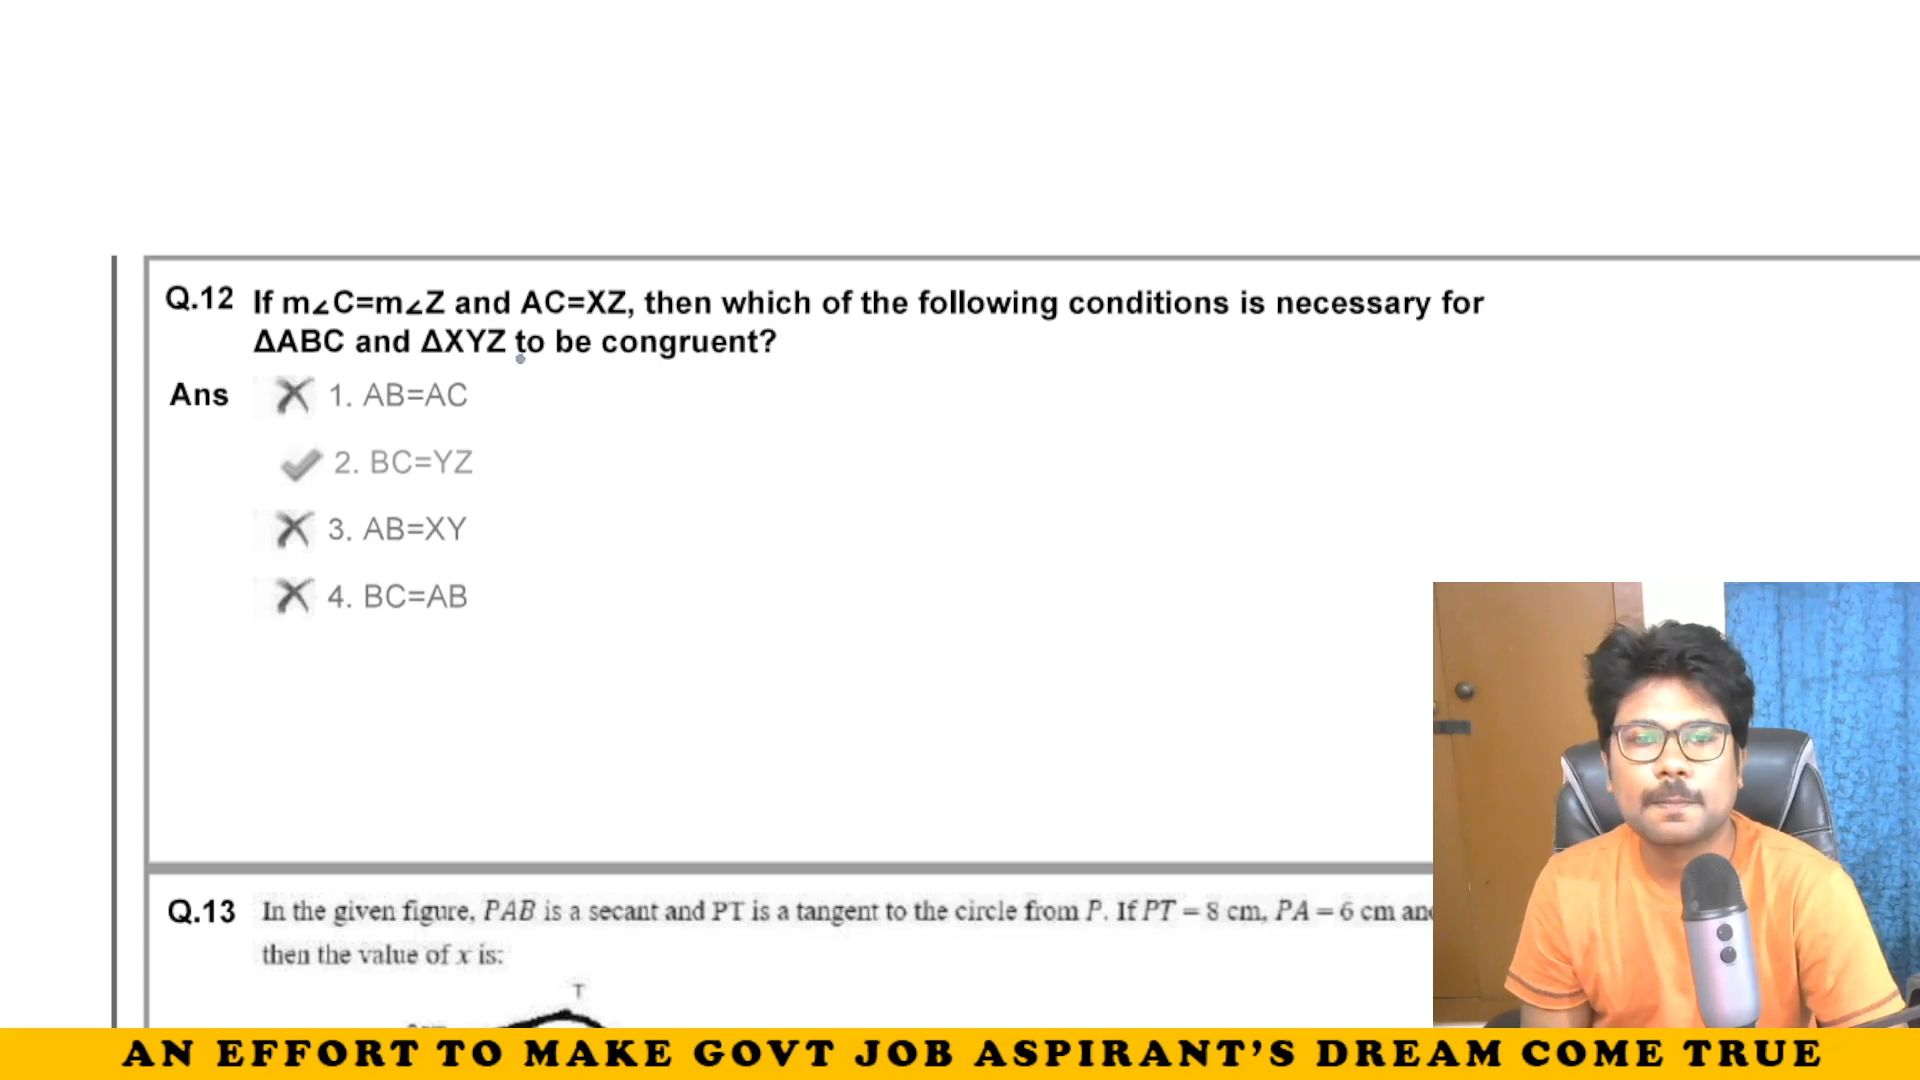 Q.12 If m∠C=m∠Z and AC=XZ, then which of the following conditions is necessary for
ΔABC and ΔXYZ to be congruent?
Ans 1. AB=AC
2. BC=YZ
3. AB=XY
4. BC=AB
Q.13 In the given figure, PAB is a secant and PT is a tangent to the circle from P. If PT = 8 cm, PA = 6 cm
then the value of x is:
T
AN EFFORT TO MAKE GOVT JOB ASPIRANT'S DREAM COME TRUE